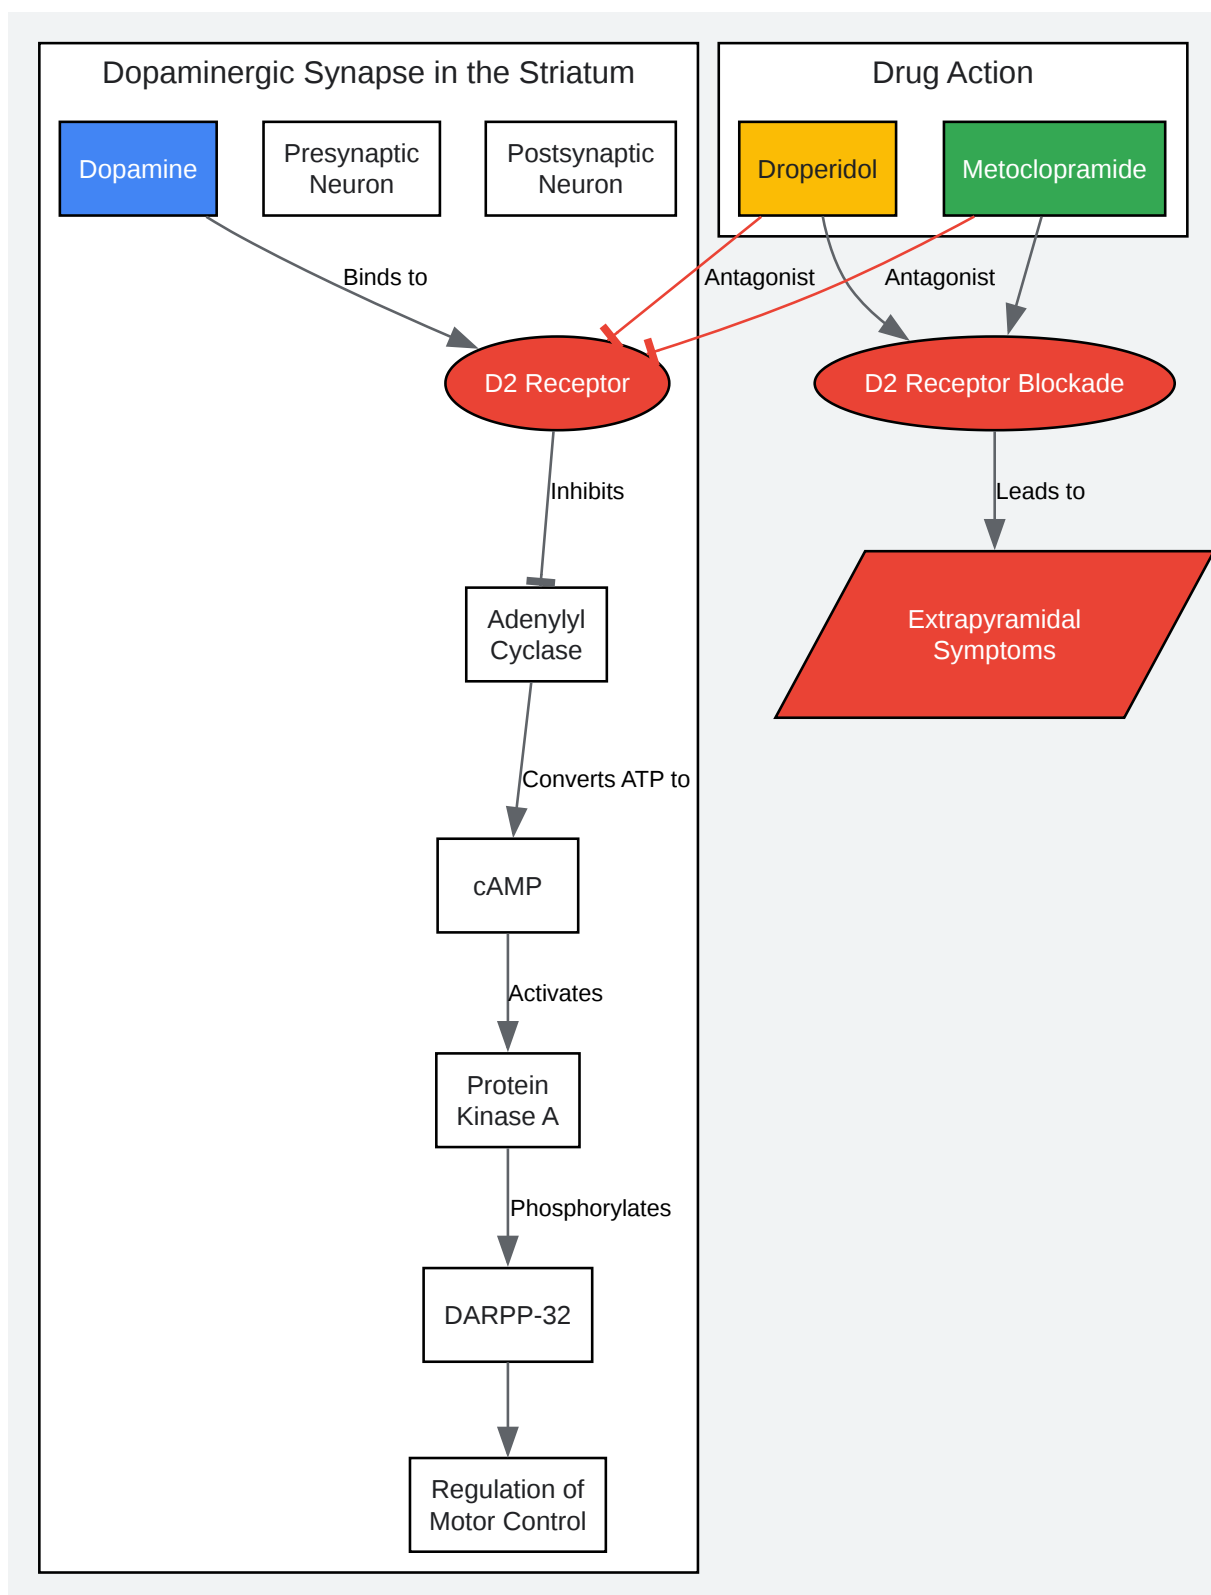 Dopaminergic Synapse in the Striatum
Drug Action
Dopamine
Presynaptic
Neuron
Postsynaptic
Neuron
Droperidol
Metoclopramide
Binds to
Antagonist
Antagonist
D2 Receptor
D2 Receptor Blockade
Inhibits
Leads to
Adenylyl
Cyclase
Extrapyramidal
Symptoms
Converts ATP to
cAMP
Activates
Protein
Kinase A
Phosphorylates
DARPP-32
Regulation of
Motor Control